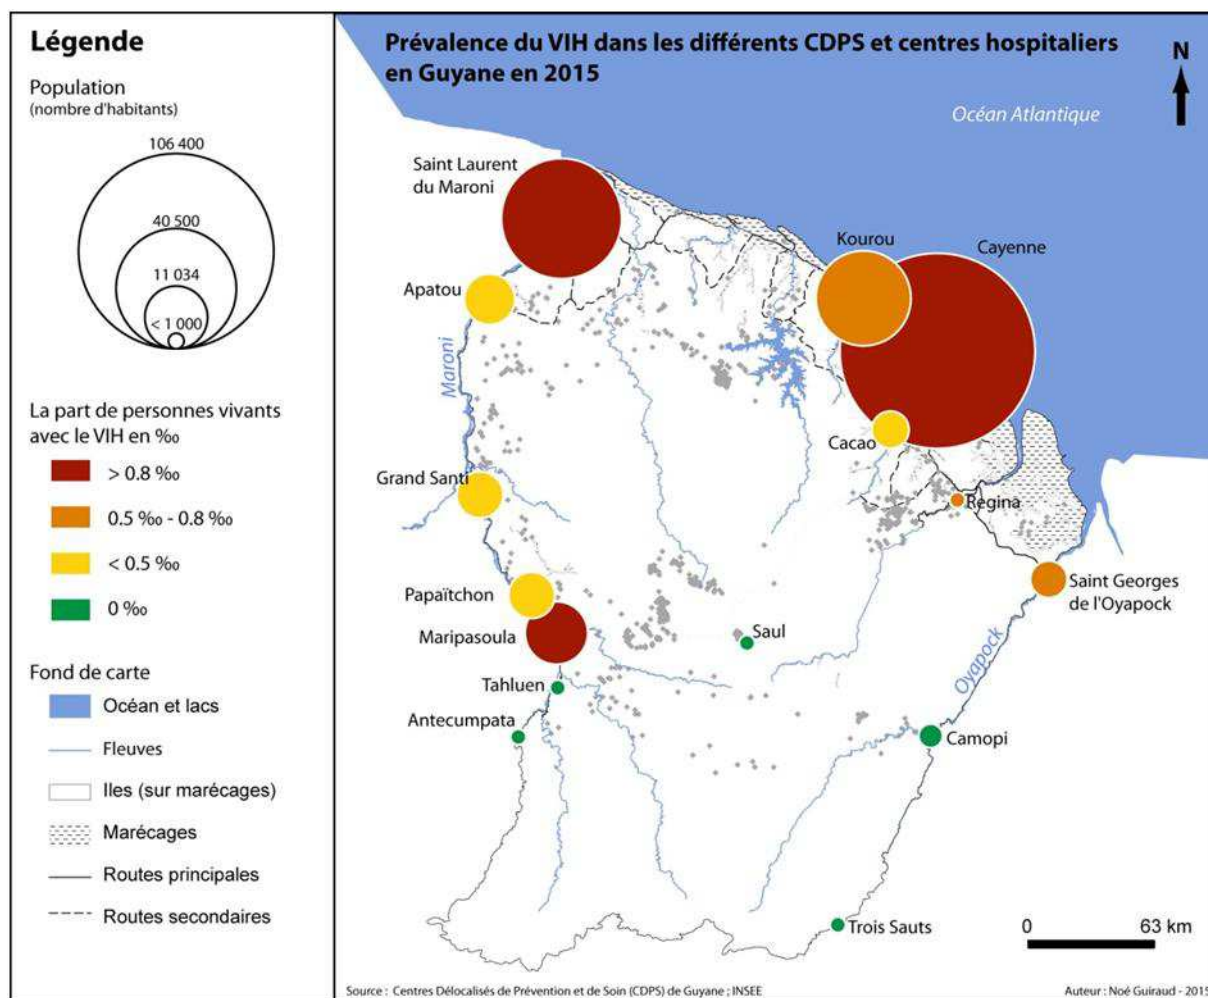 Légende
Population
(nombre d'habitants)
106 400
40 500
11 034
< 1 000
La part de personnes vivants
avec le VIH en ‰
> 0.8 ‰
0.5 ‰ - 0.8 ‰
< 0.5 ‰
0 ‰
Fond de carte
Océan et lacs
Fleuves
Iles (sur marécages)
Marécages
Routes principales
Routes secondaires
Prévalence du VIH dans les différents CDPS et centres hospitaliers
en Guyane en 2015
N
Océan Atlantique
Saint Laurent
du Maroni
Kourou
Cayenne
Apatou
Maroni
Cacao
Grand Santi
Regina
Papaïtchon
Saint Georges
de l'Oyapock
Maripasoula
Saul
Oyapock
Tahluen
Antecumpata
Camopi
Trois Sauts
0 63 km
Source : Centres Délocalisés de Prévention et de Soin (CDPS) de Guyane ; INSEE
Auteur : Noé Guiraud - 2015